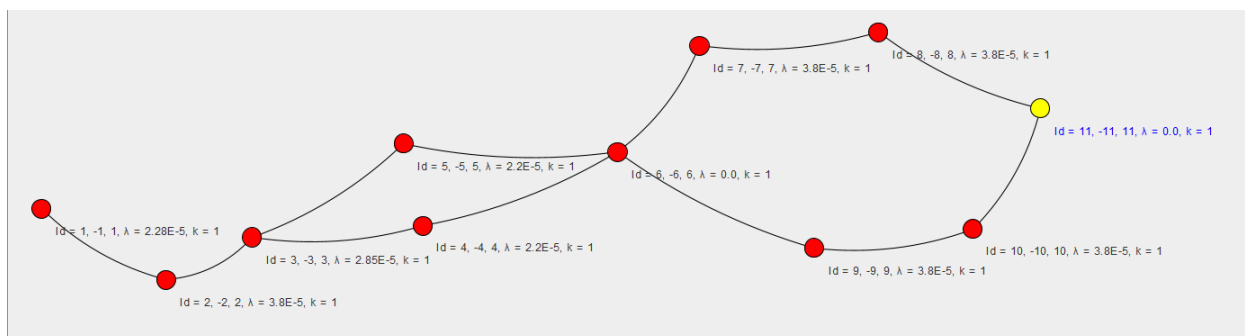 Id = 1, -1, 1, λ = 2.28E-5, k = 1
Id = 2, -2, 2, λ = 3.8E-5, k = 1
Id = 3, -3, 3, λ = 2.85E-5, k = 1
Id = 4, -4, 4, λ = 2.2E-5, k = 1
Id = 5, -5, 5, λ = 2.2E-5, k = 1
Id = 6, -6, 6, λ = 0.0, k = 1
Id = 7, -7, 7, λ = 3.8E-5, k = 1
Id = 8, -8, 8, λ = 3.8E-5, k = 1
Id = 9, -9, 9, λ = 3.8E-5, k = 1
Id = 10, -10, 10, λ = 3.8E-5, k = 1
Id = 11, -11, 11, λ = 0.0, k = 1